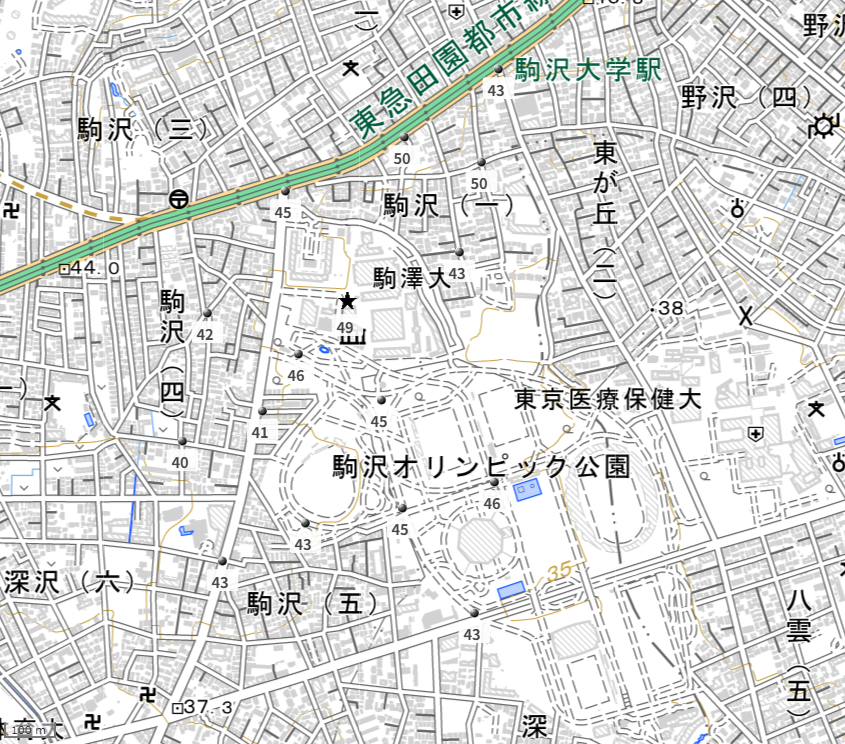 東急田園都市線
駒沢大学駅
43
野沢（四）
駒沢（三）
50
50
東が丘（二）
45
駒沢（一）
44.0
43
駒澤大
駒沢（四）
42
49
38
46
45
東京医療保健大
41
40
駒沢オリンピック公園
46
43
45
43
35
深沢（六）
駒沢（五）
43
八雲（五）
37.3
深
100 m